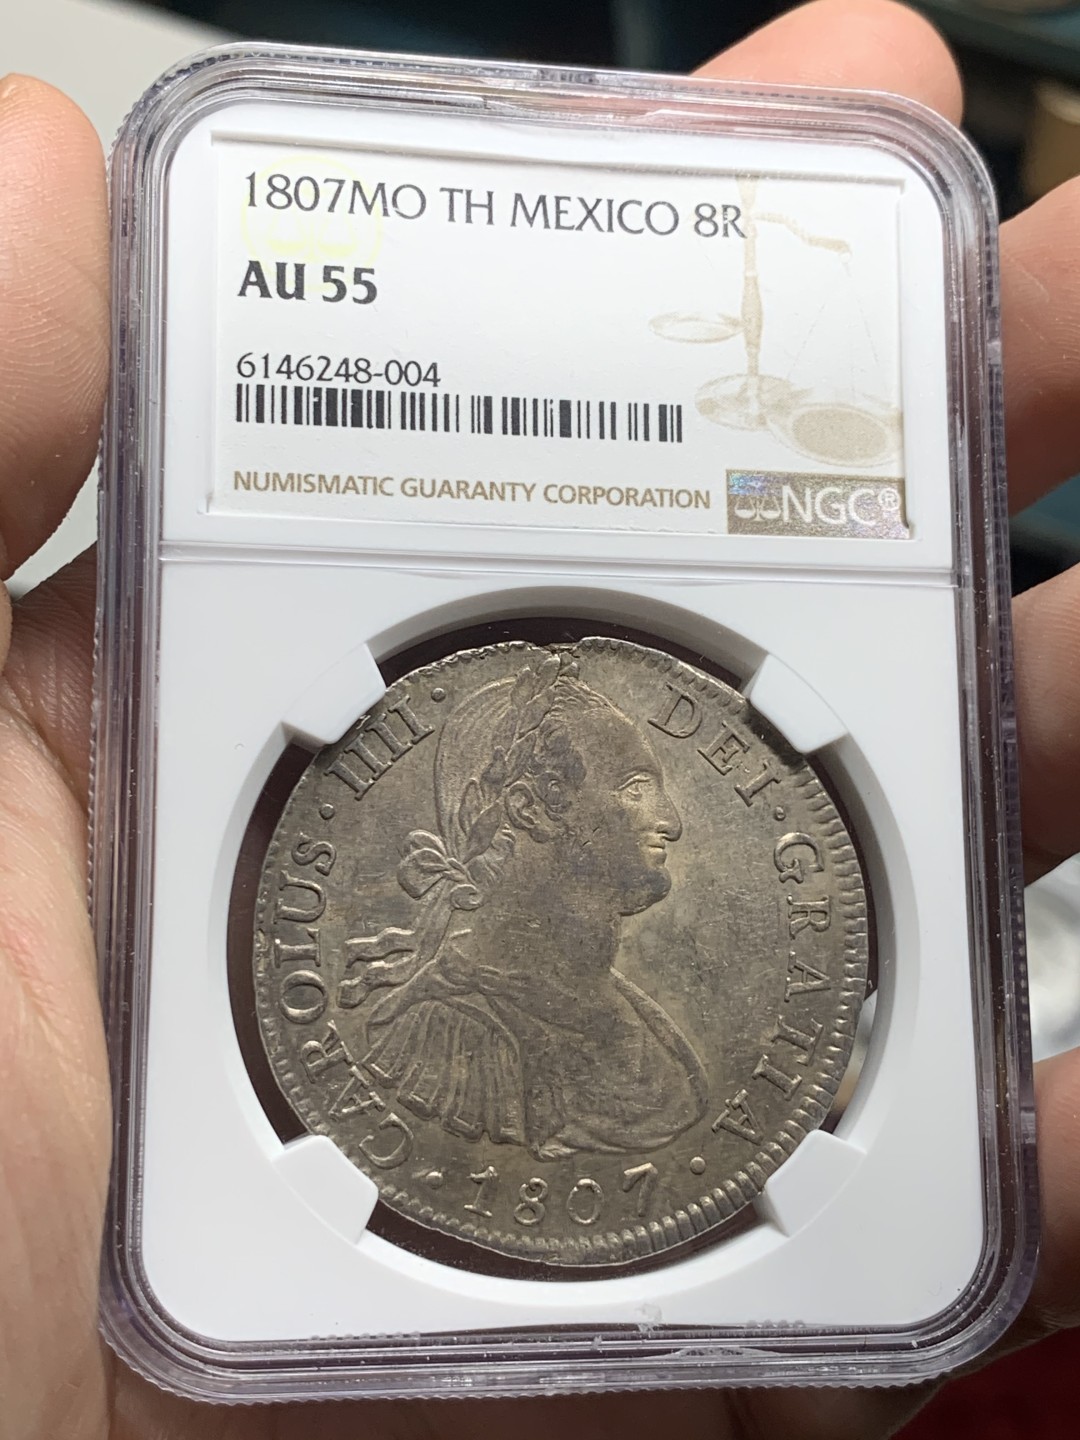 1807MO TH MEXICO 8R
AU 55
6146248-004
NUMISMATIC GUARANTY CORPORATION
NGC®
CAROLUS · IIII · DEI · GRATIA
· 1807 ·